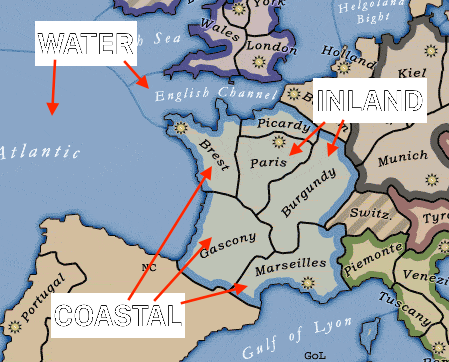 York
Helgoland
Bight
WATER
h Sea
Wales
London
Holland
Kiel
English Channel
INLAND
Picardy
Atlantic
Brest
Paris
Munich
Burgundy
Switz.
Tyro
Gascony
Piemonte
Marseilles
NC
Venezi
Portugal
COASTAL
Tuscany
Gulf of Lyon
GoL